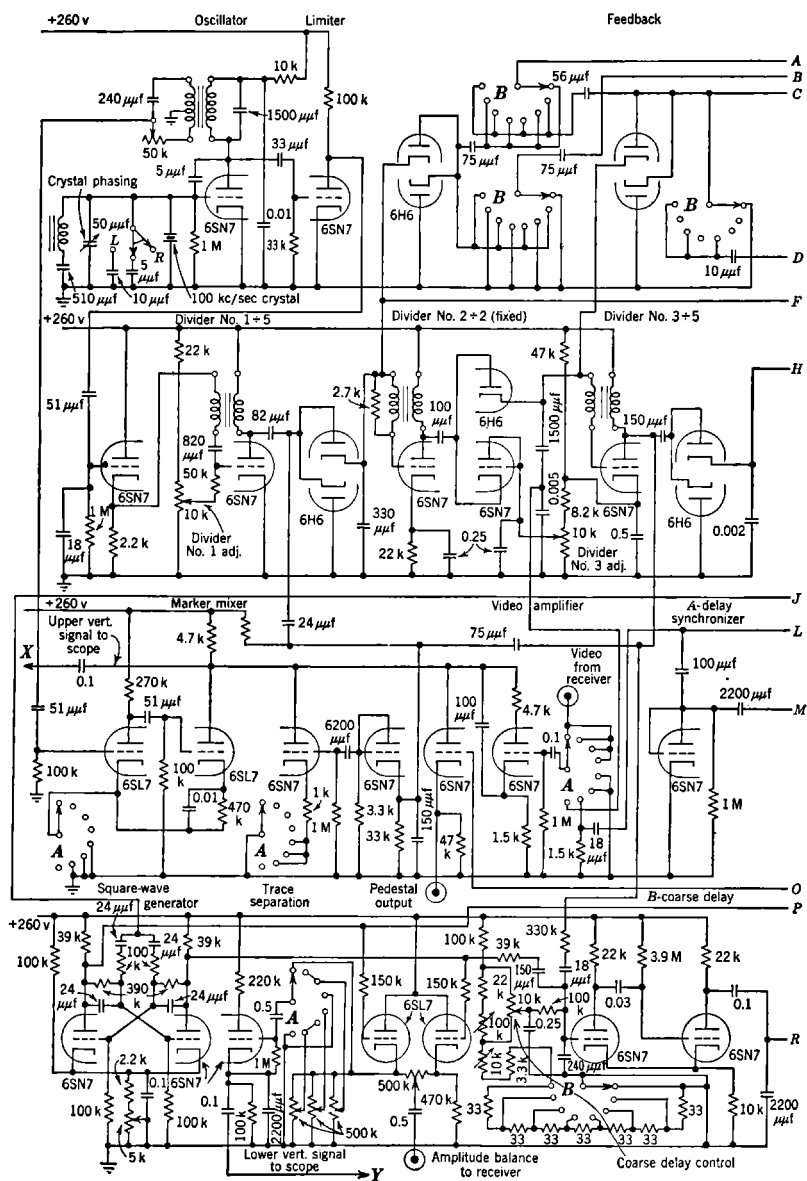 +260 v
Oscillator
Limiter
Feedback
10 k
A
B
C
56 μμf
240 μμf
1500 μμf
100 k
50 k
33 μμf
5 μμf
75 μμf
75 μμf
B
B
B
Crystal phasing
50 μμf
L
R
5 μμf
6SN7
1 M
0.01
33 k
6SN7
6H6
D
10 μμf
510 μμf
10 μμf
100 kc/sec crystal
F
+260 v
Divider No. 1÷5
Divider No. 2÷2 (fixed)
Divider No. 3÷5
22 k
47 k
H
51 μμf
2.7 k
82 μμf
100 μμf
6H6
1500 μμf
150 μμf
820 μμf
50 k
6SN7
6SN7
6SN7
6SN7
6SN7
0.005
8.2 k
10 k
10 k
1 M
18 μμf
2.2 k
Divider No. 1 adj.
6H6
330 μμf
22 k
0.25
Divider No. 3 adj.
0.5
6H6
0.002
J
+260 v
Marker mixer
24 μμf
Video amplifier
A-delay synchronizer
L
Upper vert. signal to scope
4.7 k
75 μμf
X
0.1
Video from receiver
100 μμf
270 k
2200 μμf
M
51 μμf
51 μμf
6200 μμf
100 μμf
4.7 k
0.1
100 k
6SL7
100 k
6SL7
6SN7
6SN7
6SN7
6SN7
A
6SN7
1 M
0.01
470 k
1 k
1 M
3.3 k
33 k
150 μμf
47 k
1.5 k
1 M
1.5 k
18 μμf
A
A
O
Square-wave generator
Trace separation
Pedestal output
B-coarse delay
P
+260 v
24 μμf
39 k
100 k
100 k
24 μμf
39 k
100 k
39 k
330 k
22 k
3.9 M
22 k
24 μμf
390 k
24 μμf
220 k
150 k
150 k
150 μμf
18 μμf
22 k
10 k
100 k
0.03
0.1
0.5
A
6SL7
100 k
0.25
R
6SN7
6SN7
1M
10 k
3.3 k
240 μμf
6SN7
2.2 k
0.1
500 k
B
100 k
100 k
0.1
100 k
2200 μμf
500 k
0.5
470 k
33
33
33
33
33
33
33
10 k
2200 μμf
5 k
Lower vert. signal to scope
Y
Amplitude balance to receiver
Coarse delay control